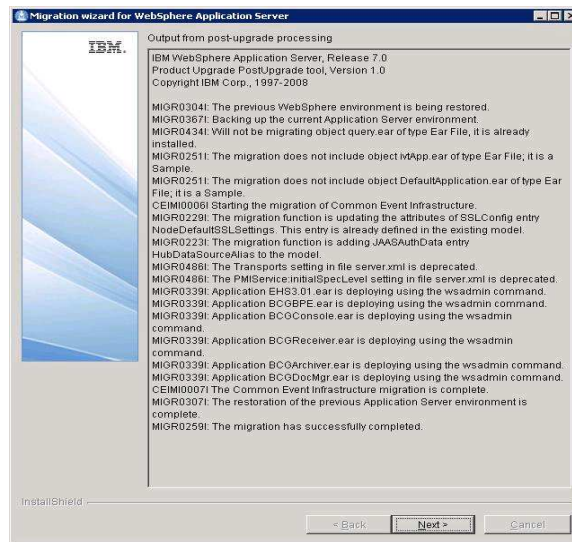 Migration wizard for WebSphere Application Server
IBM.
Output from post-upgrade processing
IBM WebSphere Application Server, Release 7.0
Product Upgrade PostUpgrade tool, Version 1.0
Copyright IBM Corp., 1997-2008
MIGR0304I: The previous WebSphere environment is being restored.
MIGR0367I: Backing up the current Application Server environment.
MIGR0434I: Will not be migrating object query.ear of type Ear File, it is already
installed.
MIGR0251I: The migration does not include object ivtApp.ear of type Ear File; it is a
Sample.
MIGR0251I: The migration does not include object DefaultApplication.ear of type Ear
File; it is a Sample.
CEIMI0006I Starting the migration of Common Event Infrastructure.
MIGR0229I: The migration function is updating the attributes of SSLConfig entry
NodeDefaultSSLSettings. This entry is already defined in the existing model.
MIGR0223I: The migration function is adding JAASAuthData entry
HubDataSourceAlias to the model.
MIGR0486I: The Transports setting in file server.xml is deprecated.
MIGR0486I: The PMIService:initialSpecLevel setting in file server.xml is deprecated.
MIGR0339I: Application EHS3.01.ear is deploying using the wsadmin command.
MIGR0339I: Application BCGBPE.ear is deploying using the wsadmin command.
MIGR0339I: Application BCGConsole.ear is deploying using the wsadmin
command.
MIGR0339I: Application BCGReceiver.ear is deploying using the wsadmin
command.
MIGR0339I: Application BCGArchiver.ear is deploying using the wsadmin command.
MIGR0339I: Application BCGDocMgr.ear is deploying using the wsadmin command.
CEIMI0007I The Common Event Infrastructure migration is complete.
MIGR0307I: The restoration of the previous Application Server environment is
complete.
MIGR0259I: The migration has successfully completed.
InstallShield
< Back
Next >
Cancel